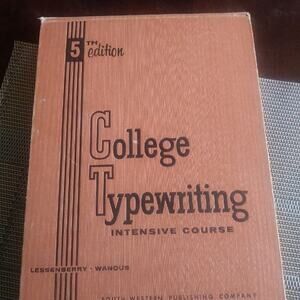 5TH edition
College
Typewriting
INTENSIVE COURSE
LESSENBERRY - WANOUS
SOUTH-WESTERN PUBLISHING COMPANY